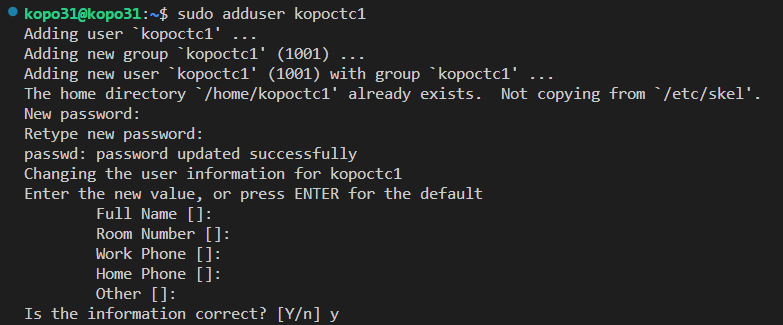 kopo31@kopo31:~$ sudo adduser kopoctc1
Adding user `kopoctc1' ...
Adding new group `kopoctc1' (1001) ...
Adding new user `kopoctc1' (1001) with group `kopoctc1' ...
The home directory `/home/kopoctc1' already exists.  Not copying from `/etc/skel'.
New password:
Retype new password:
passwd: password updated successfully
Changing the user information for kopoctc1
Enter the new value, or press ENTER for the default
        Full Name []:
        Room Number []:
        Work Phone []:
        Home Phone []:
        Other []:
Is the information correct? [Y/n] y